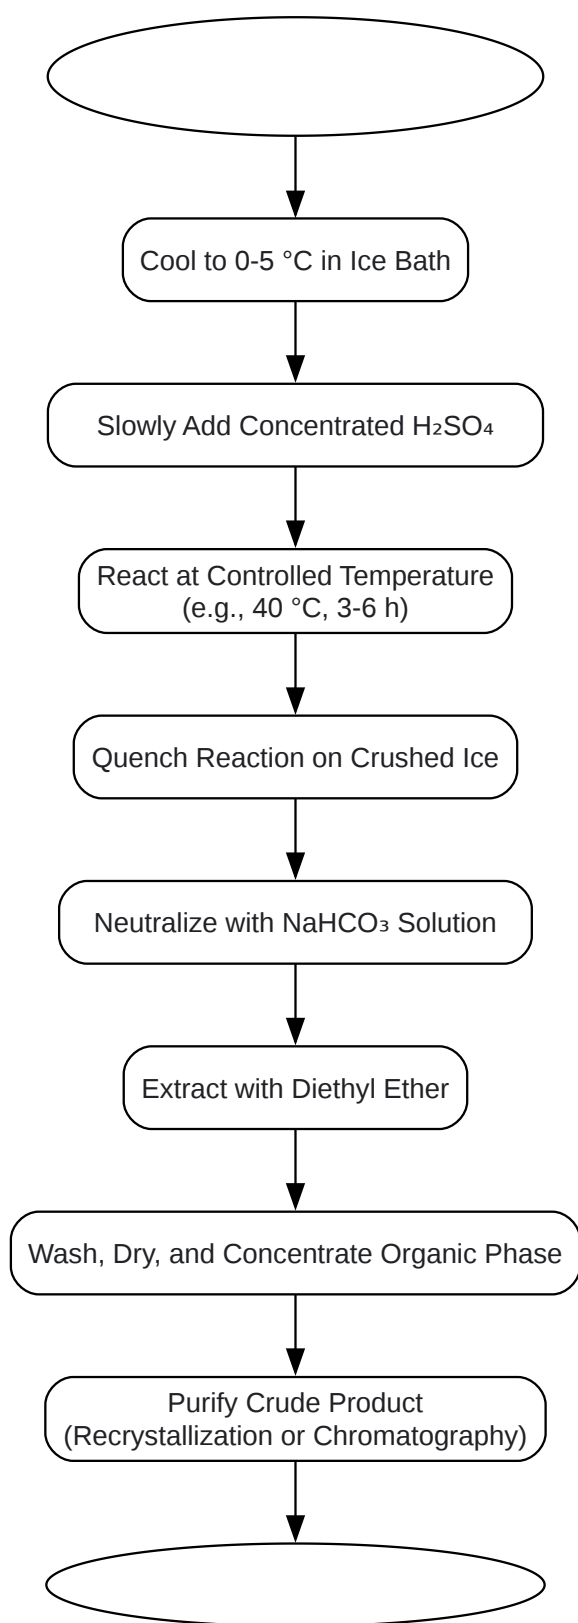 Cool to 0-5 °C in Ice Bath
Slowly Add Concentrated H₂SO₄
React at Controlled Temperature
(e.g., 40 °C, 3-6 h)
Quench Reaction on Crushed Ice
Neutralize with NaHCO₃ Solution
Extract with Diethyl Ether
Wash, Dry, and Concentrate Organic Phase
Purify Crude Product
(Recrystallization or Chromatography)